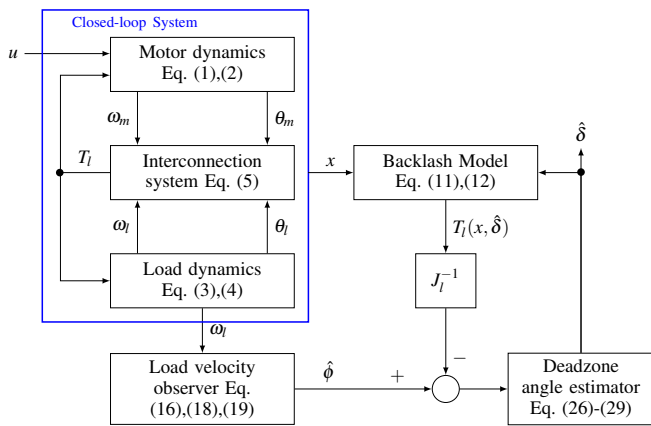 Closed-loop System
u
Motor dynamics
Eq. (1),(2)
ω_m
θ_m
δ̂
T_l
Interconnection
system Eq. (5)
x
Backlash Model
Eq. (11),(12)
ω_l
θ_l
T_l(x, δ̂)
Load dynamics
Eq. (3),(4)
J_l^{-1}
ω_l
Load velocity
observer Eq.
(16),(18),(19)
ϕ̂
+
−
Deadzone
angle estimator
Eq. (26)-(29)